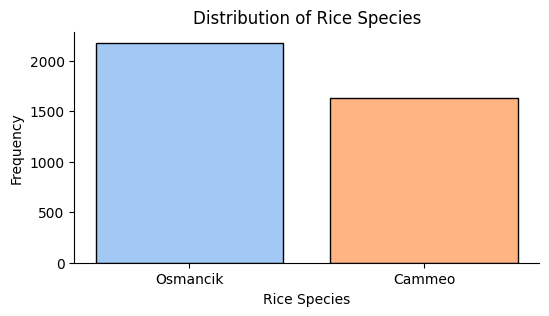 Distribution of Rice Species
Frequency
2000
1500
1000
500
0
Osmancik Cammeo
Rice Species